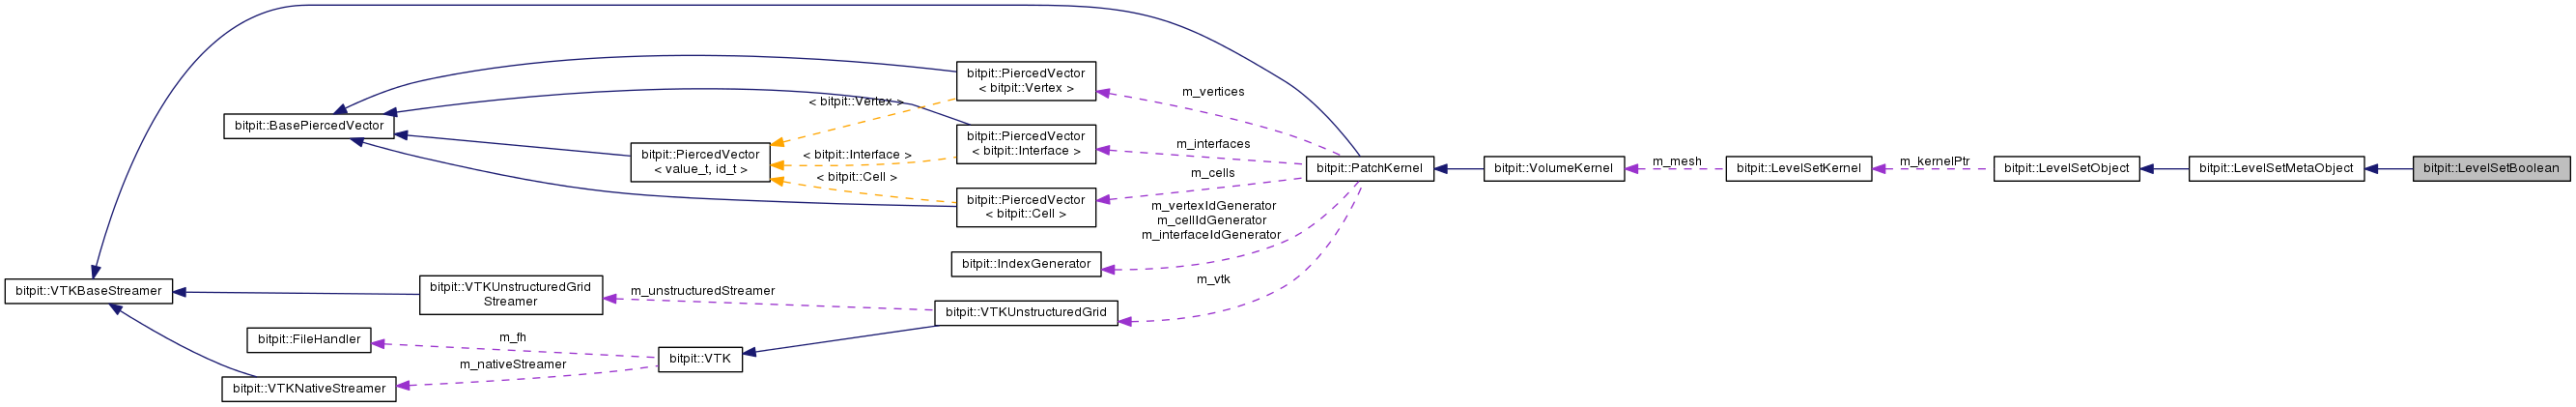 bitpit::PiercedVector
< bitpit::Vertex >
m_vertices
< bitpit::Vertex >
bitpit::BasePiercedVector
bitpit::PiercedVector
< bitpit::Interface >
m_interfaces
bitpit::PiercedVector
< value_t, id_t >
< bitpit::Interface >
< bitpit::Cell >
m_cells
bitpit::PatchKernel
bitpit::VolumeKernel
m_mesh
bitpit::LevelSetKernel
m_kernelPtr
bitpit::LevelSetObject
bitpit::LevelSetMetaObject
bitpit::LevelSetBoolean
bitpit::PiercedVector
< bitpit::Cell >
m_vertexIdGenerator
m_cellIdGenerator
m_interfaceIdGenerator
bitpit::IndexGenerator
m_vtk
bitpit::VTKBaseStreamer
bitpit::VTKUnstructuredGrid
Streamer
m_unstructuredStreamer
bitpit::VTKUnstructuredGrid
bitpit::FileHandler
m_fh
bitpit::VTK
m_nativeStreamer
bitpit::VTKNativeStreamer